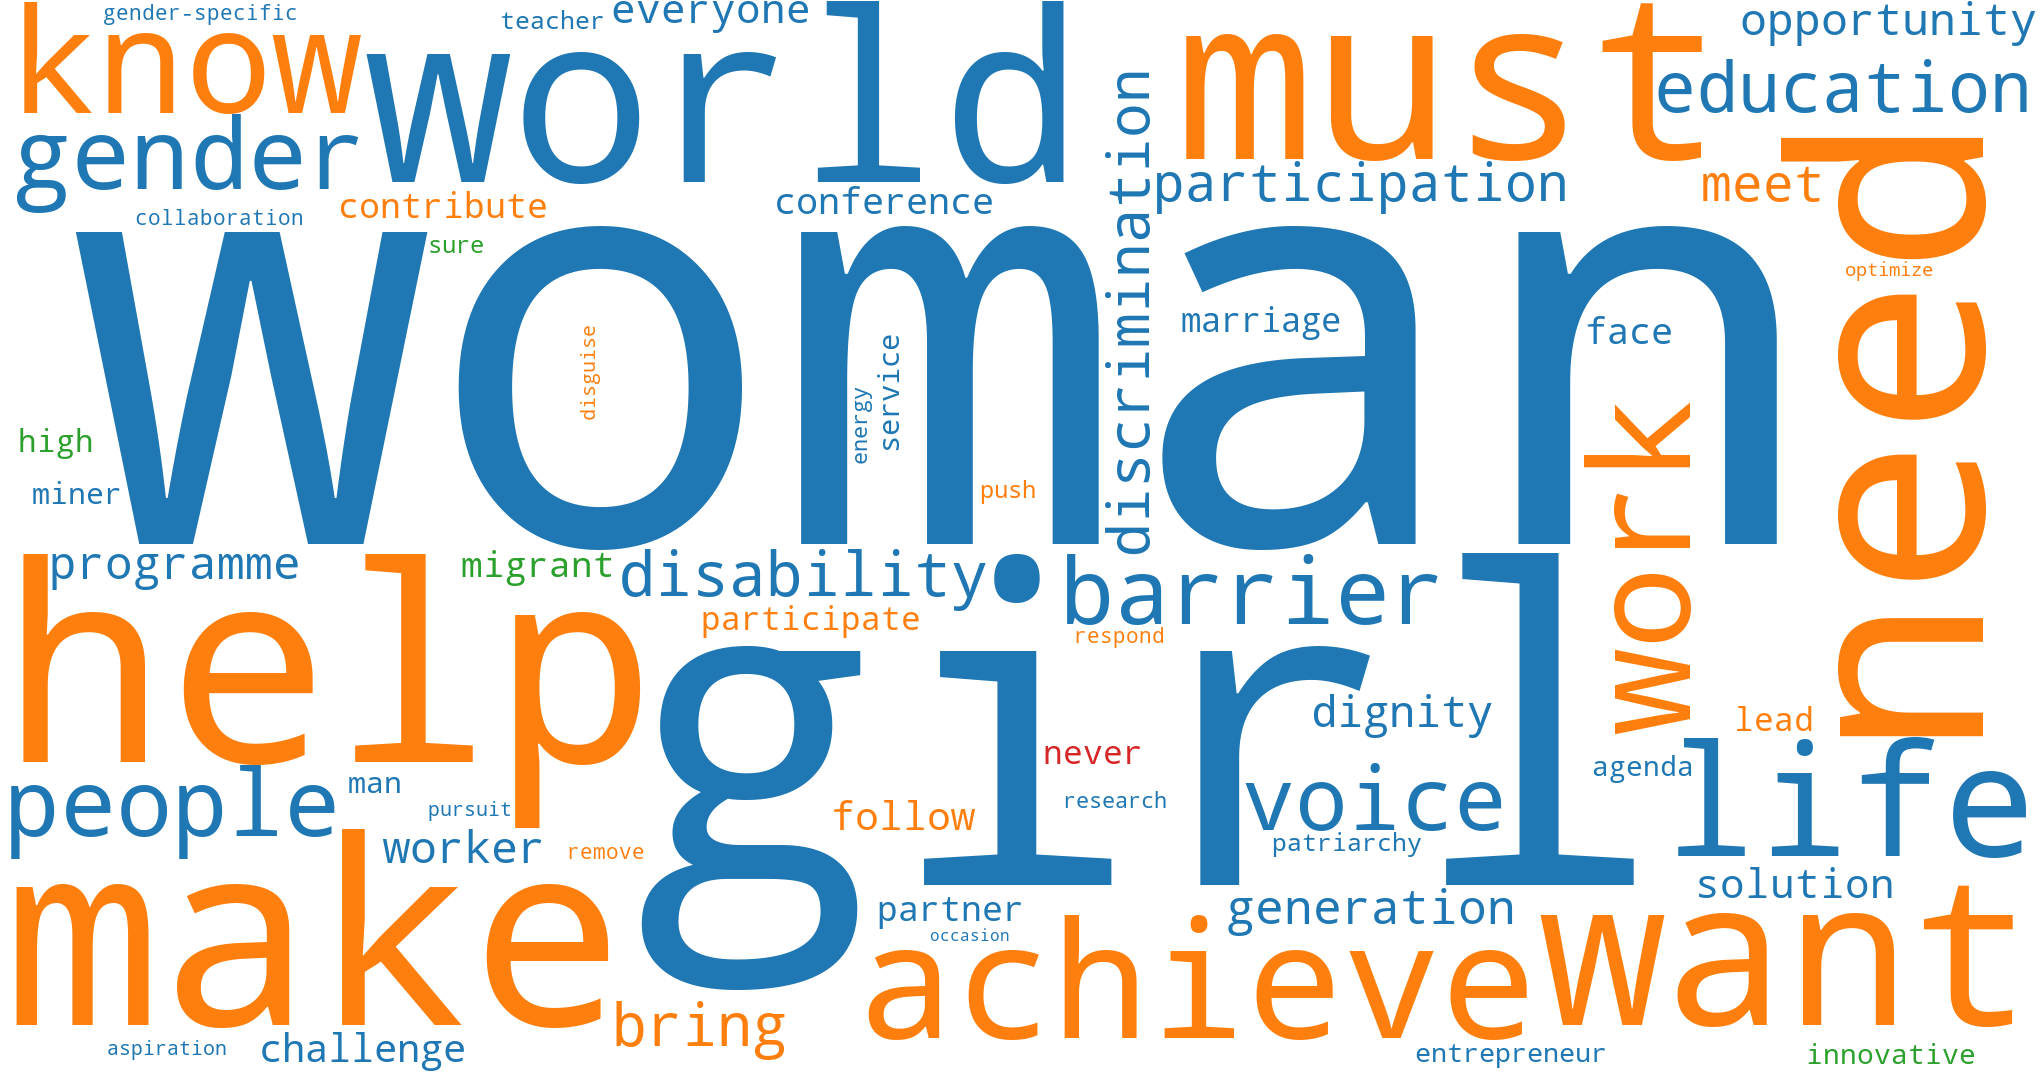 gender-specific
teacher
everyone
opportunity
know
world
must
education
gender
discrimination
participation
meet
need
contribute
conference
collaboration
sure
woman
optimize
marriage
face
disguise
energy
service
work
high
miner
push
programme
migrant
disability
barrier
help
participate
respond
girl
dignity
lead
never
life
agenda
people
man
pursuit
research
voice
follow
worker
remove
patriarchy
make
solution
partner
generation
want
occasion
achieve
bring
aspiration
challenge
entrepreneur
innovative